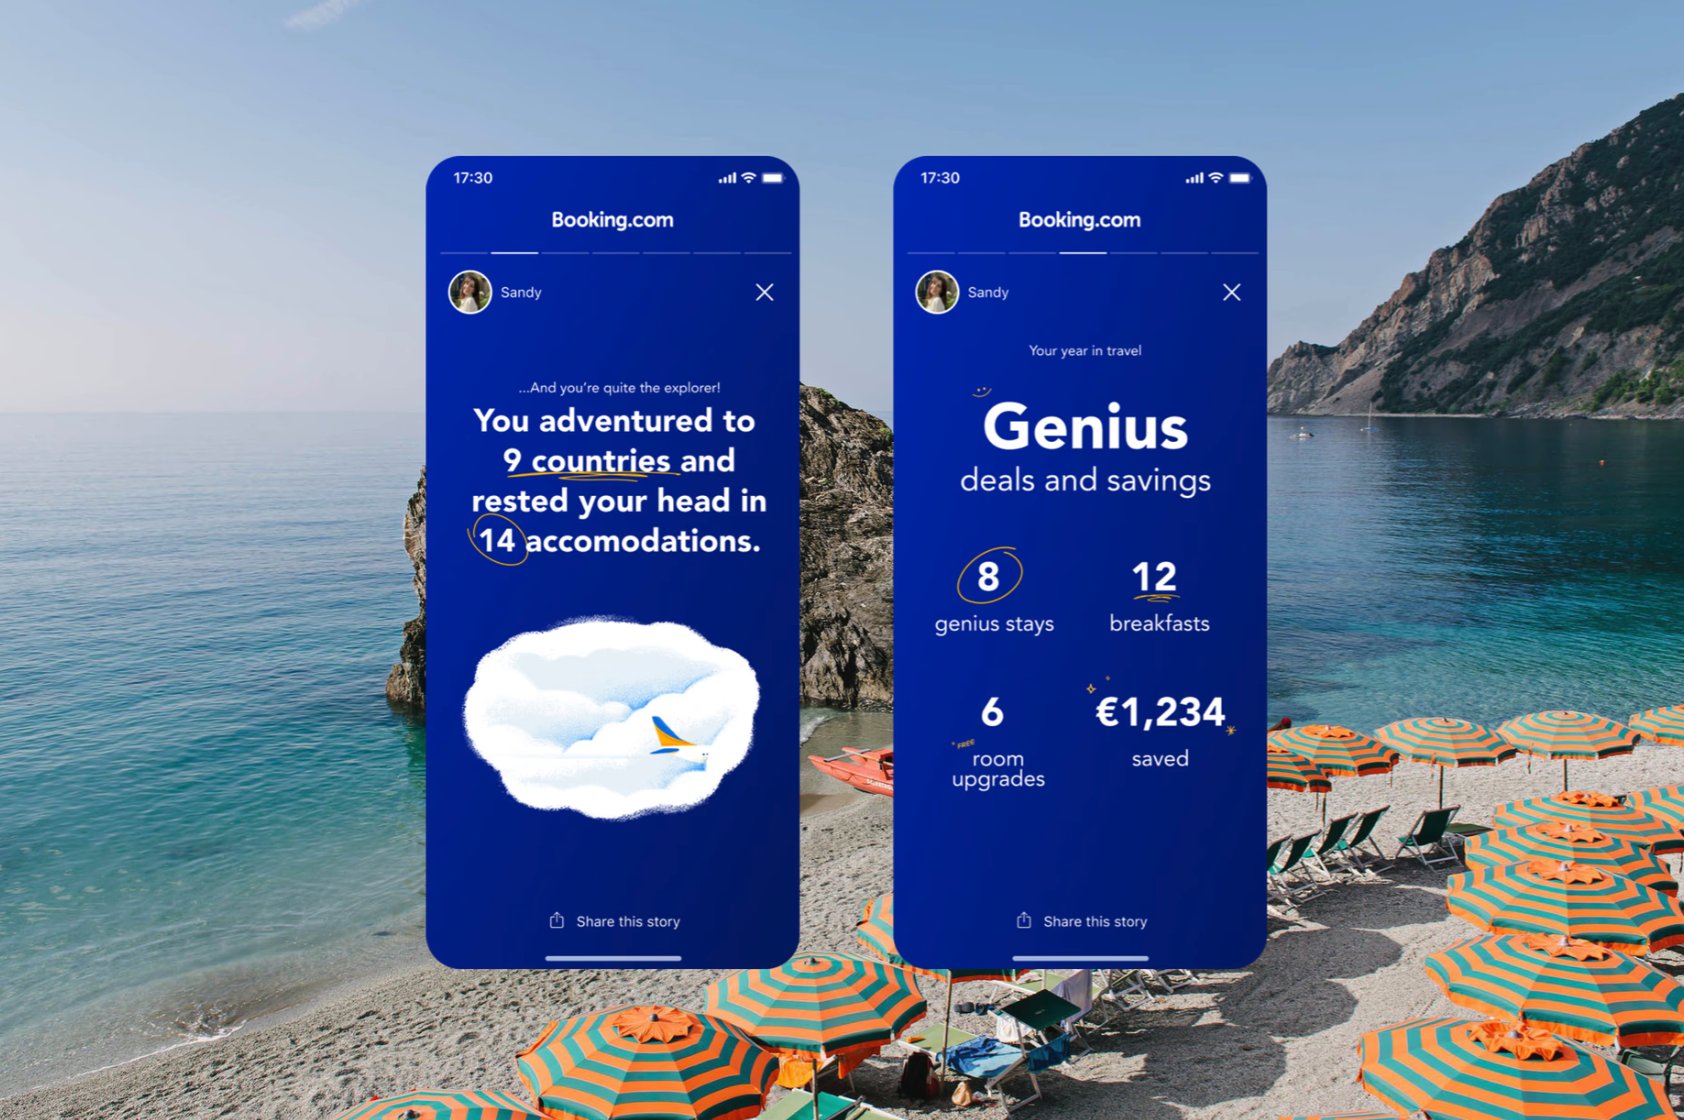 17:30
Booking.com
Sandy
...And you're quite the explorer!
You adventured to
9 countries and
rested your head in
14 accomodations.
Share this story
17:30
Booking.com
Sandy
Your year in travel
Genius
deals and savings
8
genius stays
12
breakfasts
6
FREE
room
upgrades
€1,234
saved
Share this story